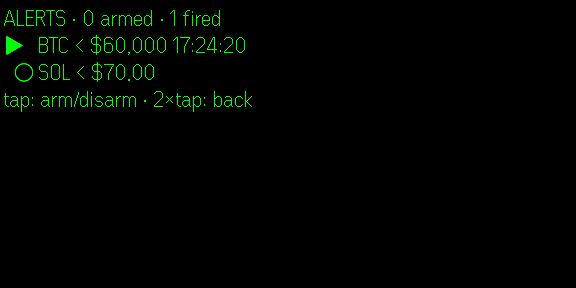 ALERTS · 0 armed · 1 fired
▶ BTC < $60,000 17:24:20
○ SOL < $70.00
tap: arm/disarm · 2×tap: back